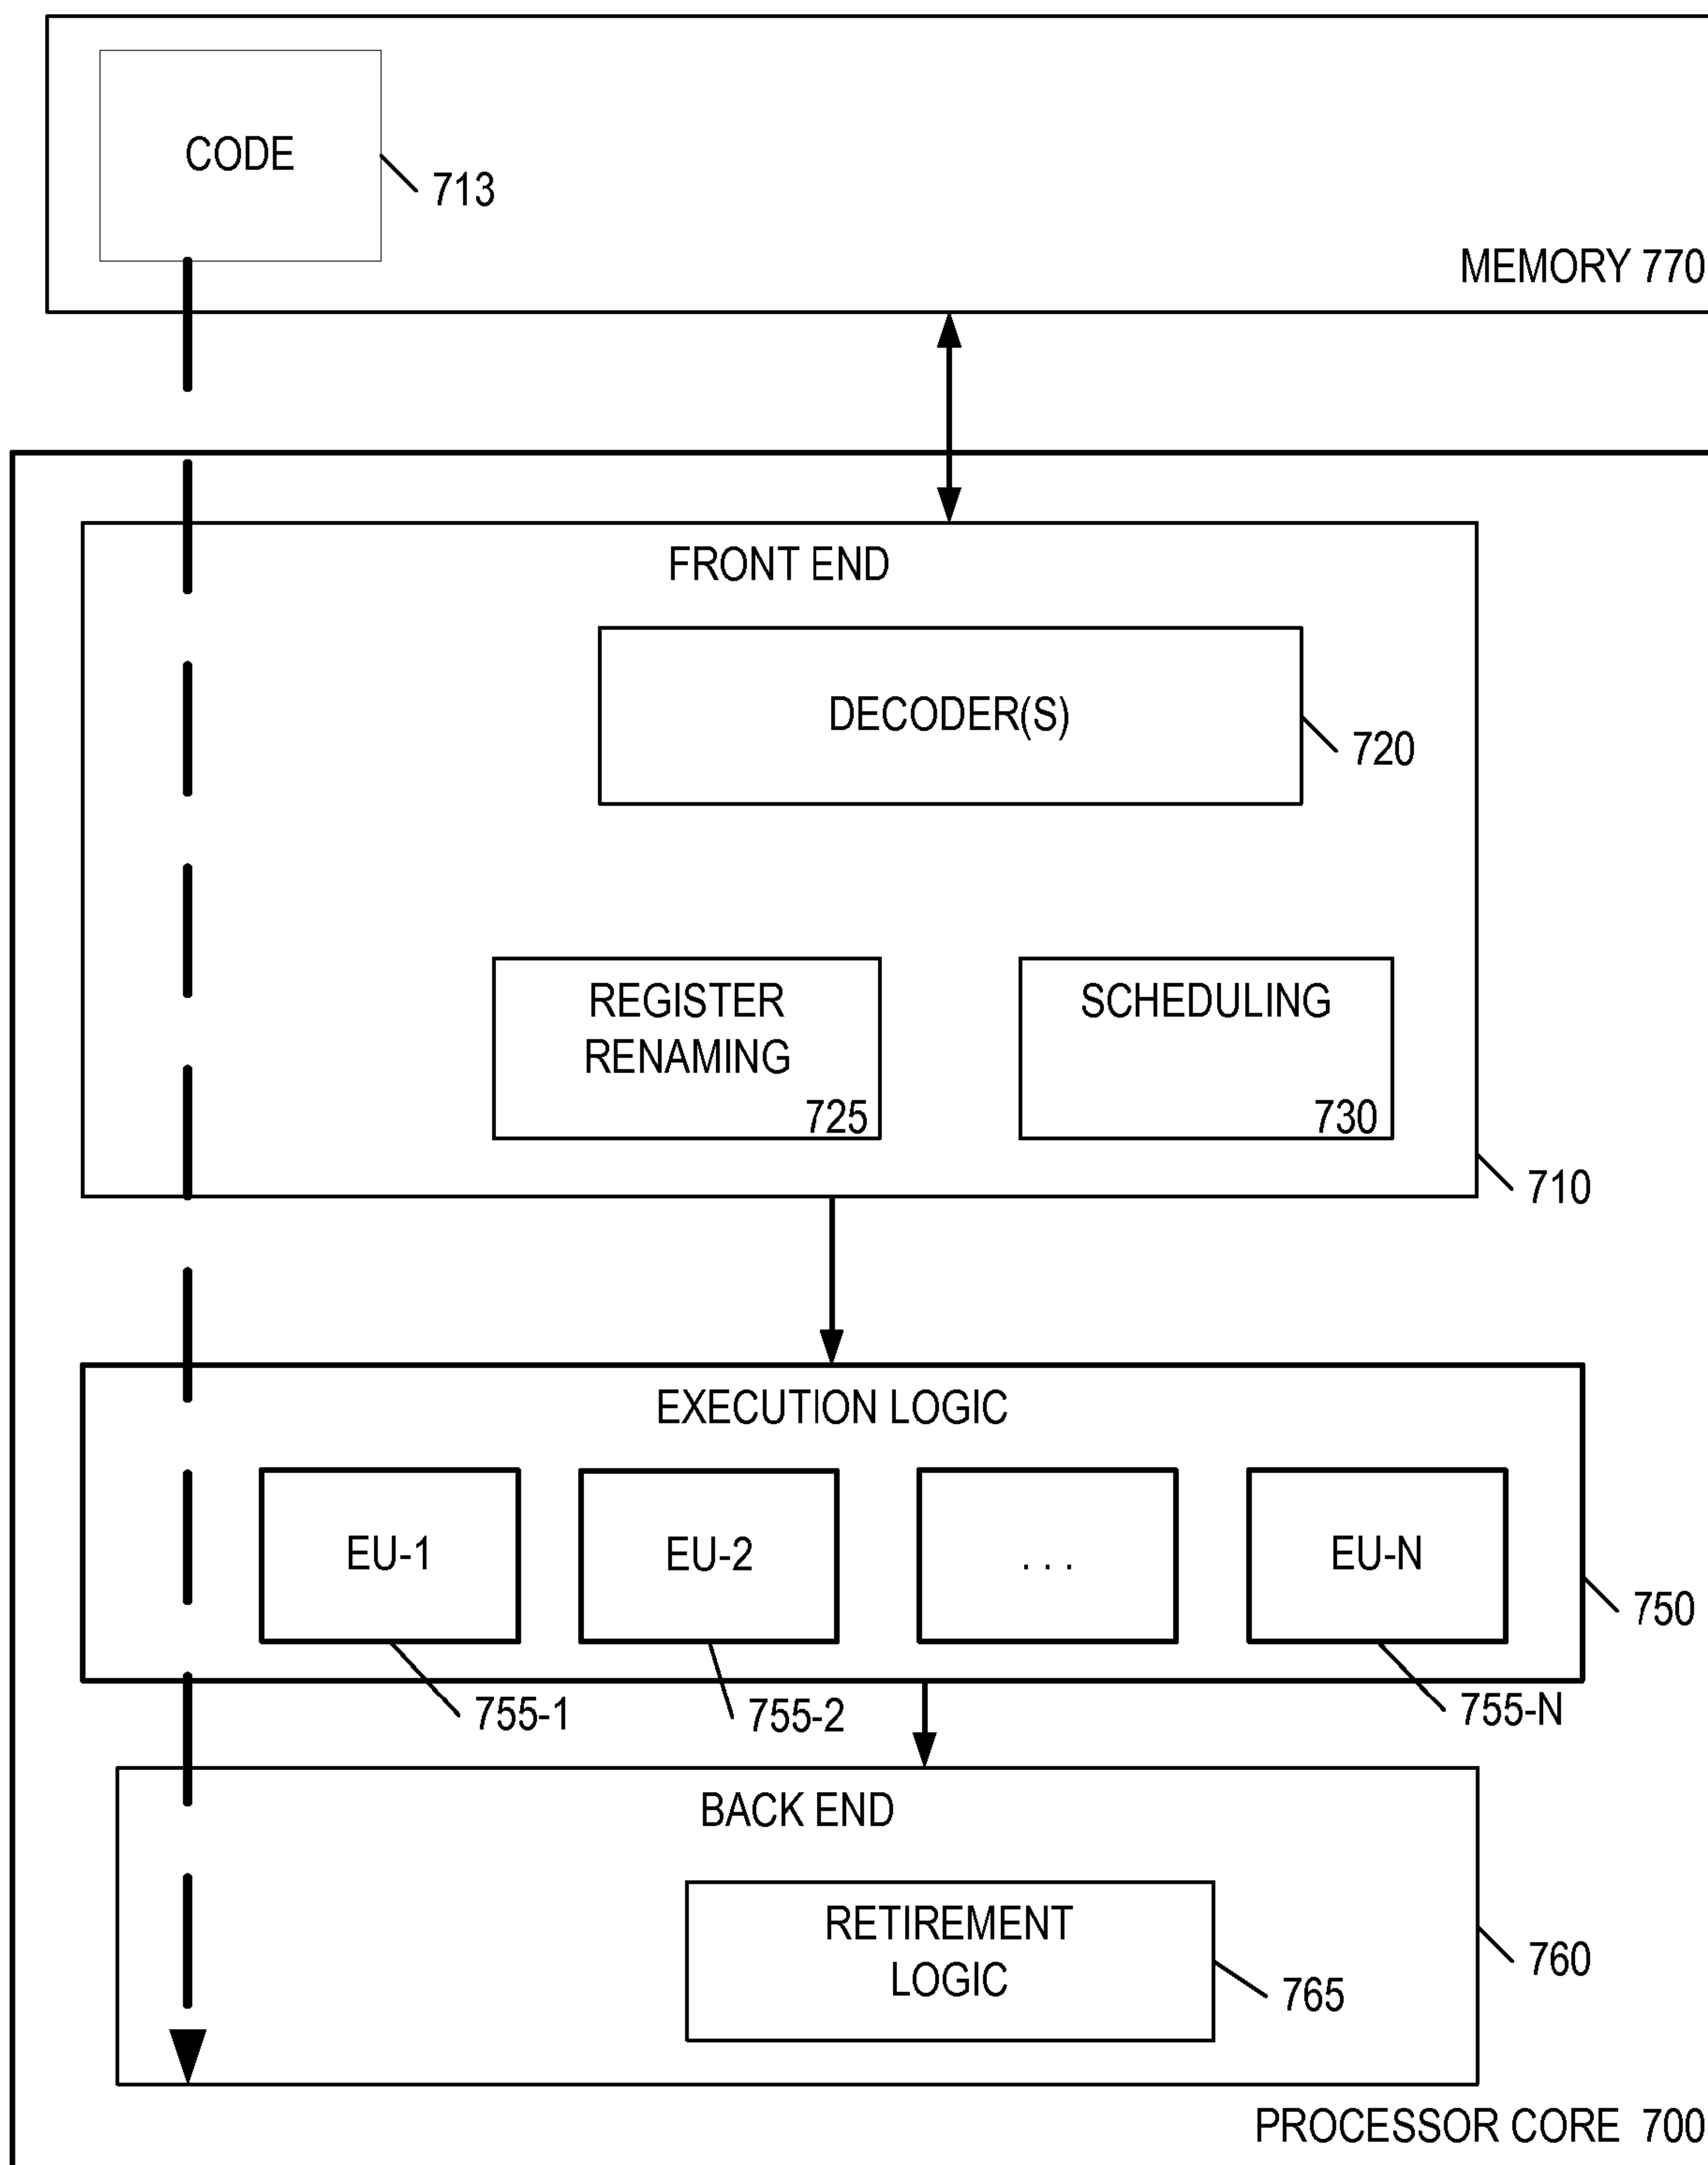 CODE
713
MEMORY 770
FRONT END
DECODER(S)
720
REGISTER
RENAMING
725
SCHEDULING
730
710
EXECUTION LOGIC
EU-1
EU-2
. . .
EU-N
750
755-1
755-2
755-N
BACK END
RETIREMENT
LOGIC
765
760
PROCESSOR CORE 700